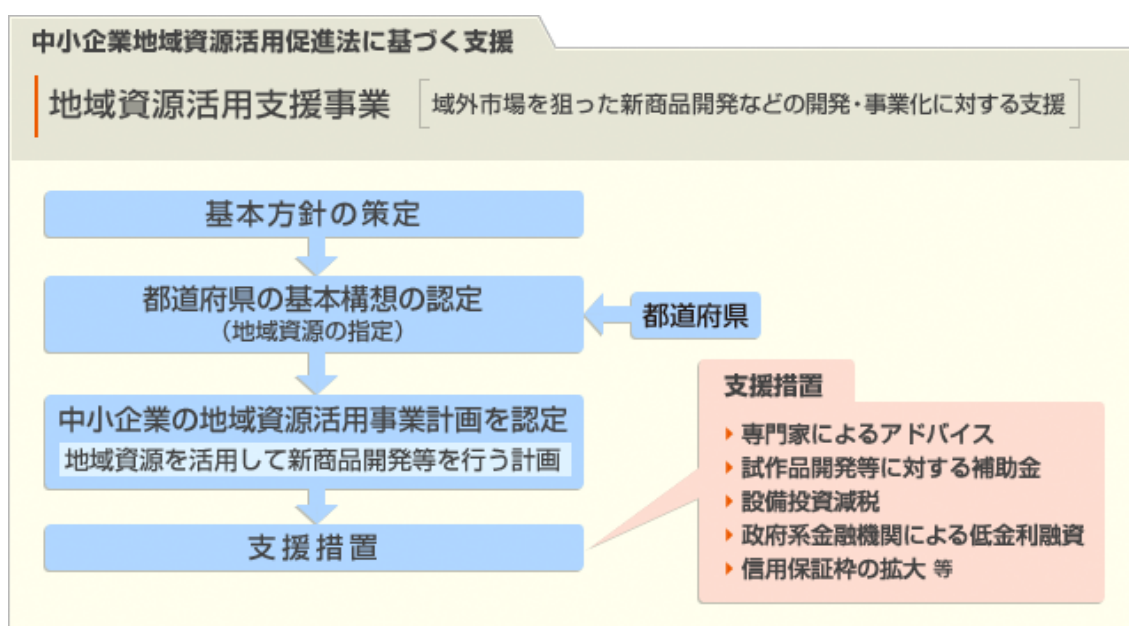 中小企業地域資源活用促進法に基づく支援
地域資源活用支援事業
域外市場を狙った新商品開発などの開発・事業化に対する支援
基本方針の策定
都道府県の基本構想の認定
（地域資源の指定）
都道府県
中小企業の地域資源活用事業計画を認定
地域資源を活用して新商品開発等を行う計画
支援措置
支援措置
専門家によるアドバイス
試作品開発等に対する補助金
設備投資減税
政府系金融機関による低金利融資
信用保証枠の拡大 等